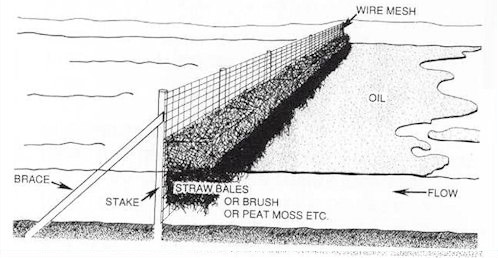 WIRE MESH
OIL
BRACE
STAKE
STRAW BALES
OR BRUSH
OR PEAT MOSS ETC.
FLOW